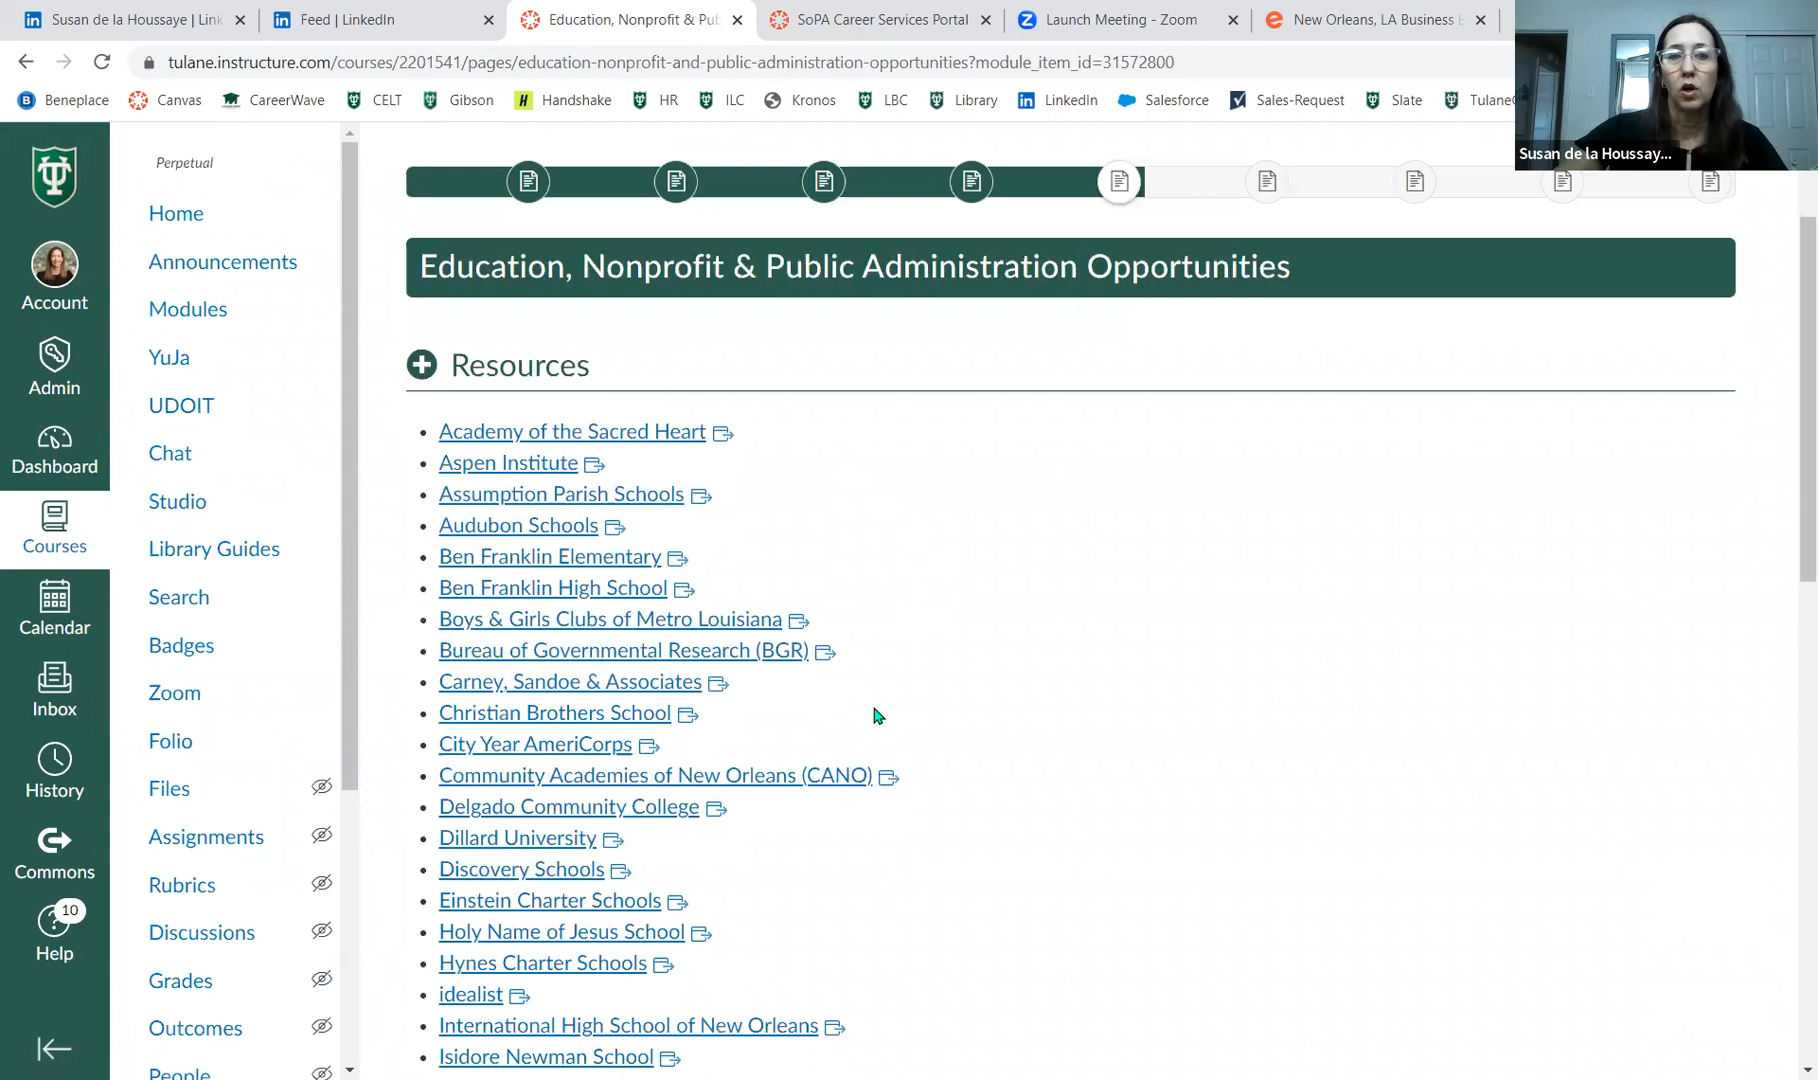 Susan de la Houssaye | Link
Feed | LinkedIn
Education, Nonprofit & Pub
SoPA Career Services Portal
Launch Meeting - Zoom
New Orleans, LA Business E
tulane.instructure.com/courses/2201541/pages/education-nonprofit-and-public-administration-opportunities?module_item_id=31572800
Beneplace
Canvas
CareerWave
CELT
Gibson
Handshake
HR
ILC
Kronos
LBC
Library
LinkedIn
Salesforce
Sales-Request
Slate
Tulane
Susan de la Houssay...
Account
Admin
Dashboard
Courses
Calendar
Inbox
History
Commons
10
Help
Perpetual
Home
Announcements
Modules
YuJa
UDOIT
Chat
Studio
Library Guides
Search
Badges
Zoom
Folio
Files
Assignments
Rubrics
Discussions
Grades
Outcomes
People
Education, Nonprofit & Public Administration Opportunities
Resources
Academy of the Sacred Heart
Aspen Institute
Assumption Parish Schools
Audubon Schools
Ben Franklin Elementary
Ben Franklin High School
Boys & Girls Clubs of Metro Louisiana
Bureau of Governmental Research (BGR)
Carney, Sandoe & Associates
Christian Brothers School
City Year AmeriCorps
Community Academies of New Orleans (CANO)
Delgado Community College
Dillard University
Discovery Schools
Einstein Charter Schools
Holy Name of Jesus School
Hynes Charter Schools
idealist
International High School of New Orleans
Isidore Newman School